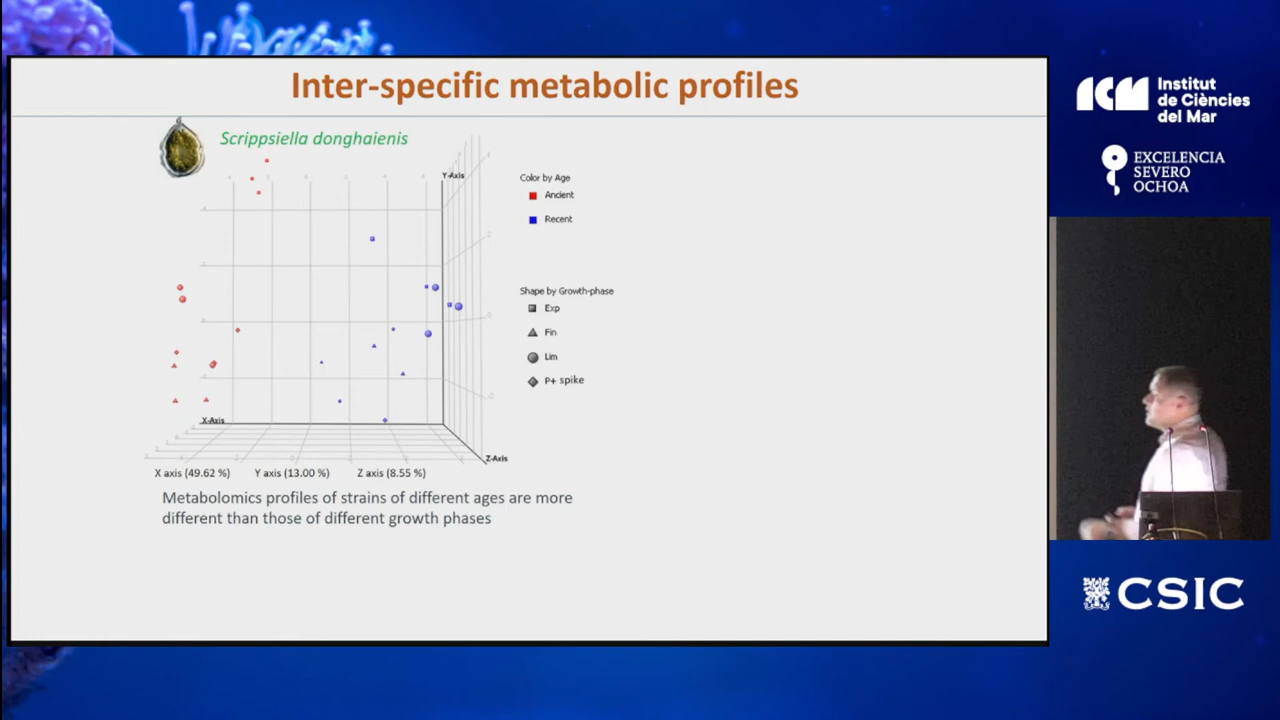 Inter-specific metabolic profiles
Scrippsiella donghaienis
Y-Axis
Color by Age
Ancient
Recent
Shape by Growth-phase
Exp
Fin
Lim
P+ spike
X-Axis
Z-Axis
X axis (49.62 %) Y axis (13.00 %) Z axis (8.55 %)
Metabolomics profiles of strains of different ages are more
different than those of different growth phases
ICM
Institut
de Ciències
del Mar
EXCELENCIA
SEVERO
OCHOA
CSIC